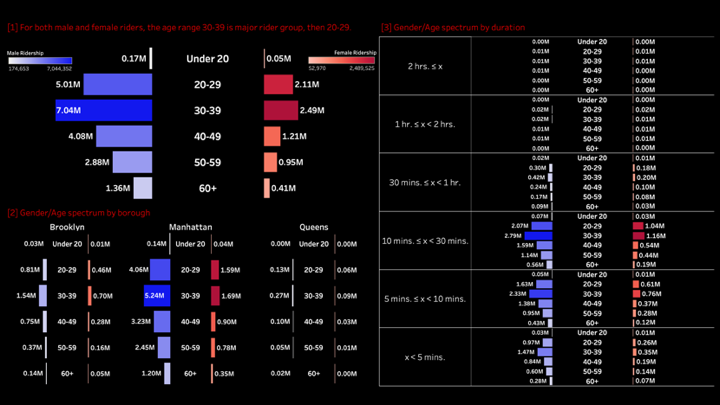 [1] For both male and female riders, the age range 30-39 is major rider group, then 20-29.
Male Ridership
174,653 7,044,352
Female Ridership
52,970 2,489,525
0.17M Under 20 0.05M
5.01M 20-29 2.11M
7.04M 30-39 2.49M
4.08M 40-49 1.21M
2.88M 50-59 0.95M
1.36M 60+ 0.41M
[2] Gender/Age spectrum by borough
Brooklyn Manhattan Queens
0.03M Under 20 0.01M 0.14M Under 20 0.04M 0.00M Under 20 0.00M
0.81M 20-29 0.46M 4.06M 20-29 1.59M 0.13M 20-29 0.06M
1.54M 30-39 0.70M 5.24M 30-39 1.69M 0.27M 30-39 0.09M
0.75M 40-49 0.28M 3.23M 40-49 0.90M 0.10M 40-49 0.03M
0.37M 50-59 0.16M 2.45M 50-59 0.78M 0.05M 50-59 0.01M
0.14M 60+ 0.05M 1.20M 60+ 0.35M 0.02M 60+ 0.00M
[3] Gender/Age spectrum by duration
2 hrs. ≤ x
0.00M Under 20 0.00M
0.01M 20-29 0.00M
0.01M 30-39 0.00M
0.01M 40-49 0.00M
0.00M 50-59 0.00M
0.00M 60+ 0.00M
1 hr. ≤ x < 2 hrs.
0.00M Under 20 0.00M
0.02M 20-29 0.02M
0.02M 30-39 0.01M
0.01M 40-49 0.01M
0.01M 50-59 0.01M
0.00M 60+ 0.00M
30 mins. ≤ x < 1 hr.
0.02M Under 20 0.01M
0.30M 20-29 0.18M
0.42M 30-39 0.20M
0.24M 40-49 0.10M
0.17M 50-59 0.08M
0.09M 60+ 0.03M
10 mins. ≤ x < 30 mins.
0.07M Under 20 0.03M
2.07M 20-29 1.04M
2.79M 30-39 1.16M
1.59M 40-49 0.54M
1.14M 50-59 0.44M
0.56M 60+ 0.19M
5 mins. ≤ x < 10 mins.
0.05M Under 20 0.01M
1.63M 20-29 0.61M
2.33M 30-39 0.76M
1.38M 40-49 0.37M
0.95M 50-59 0.28M
0.43M 60+ 0.12M
x < 5 mins.
0.03M Under 20 0.01M
0.97M 20-29 0.26M
1.47M 30-39 0.35M
0.84M 40-49 0.19M
0.60M 50-59 0.14M
0.28M 60+ 0.07M